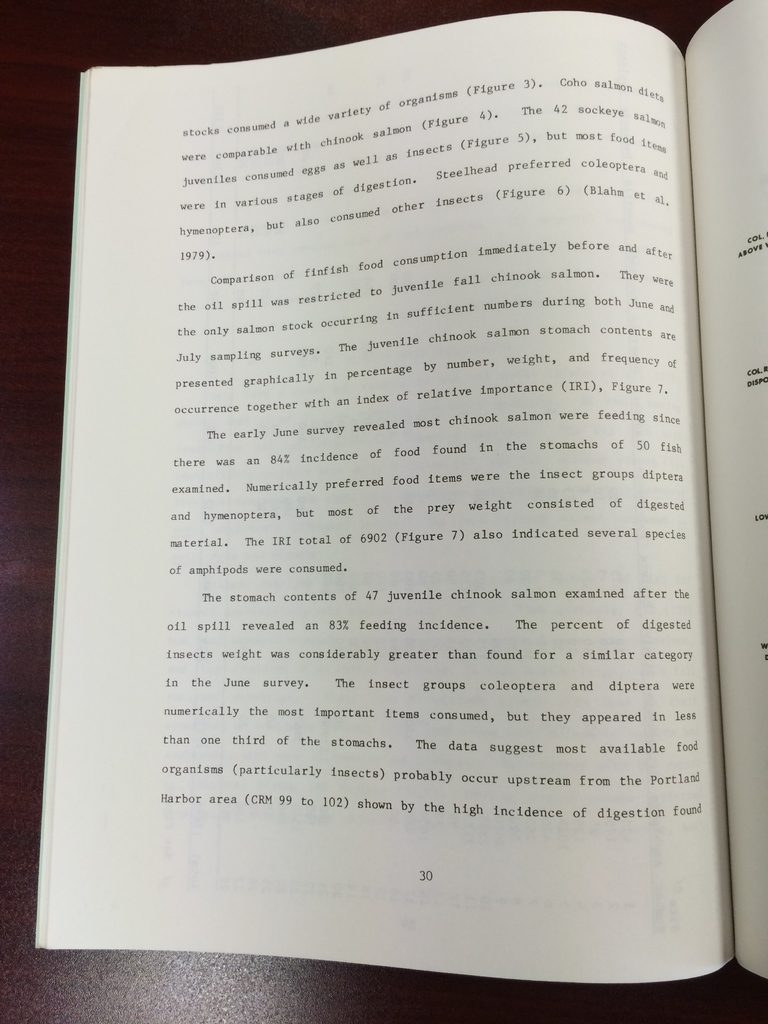 stocks consumed a wide variety of organisms (Figure 3). Coho salmon diets
were comparable with chinook salmon (Figure 4). The 42 sockeye salmon
juveniles consumed eggs as well as insects (Figure 5), but most food items
were in various stages of digestion. Steelhead preferred coleoptera and
hymenoptera, but also consumed other insects (Figure 6) (Blahm et al.
1979).
Comparison of finfish food consumption immediately before and after
the oil spill was restricted to juvenile fall chinook salmon. They were
the only salmon stock occurring in sufficient numbers during both June and
July sampling surveys. The juvenile chinook salmon stomach contents are
presented graphically in percentage by number, weight, and frequency of
occurrence together with an index of relative importance (IRI), Figure 7.
The early June survey revealed most chinook salmon were feeding since
there was an 84% incidence of food found in the stomachs of 50 fish
examined. Numerically preferred food items were the insect groups diptera
and hymenoptera, but most of the prey weight consisted of digested
material. The IRI total of 6902 (Figure 7) also indicated several species
of amphipods were consumed.
The stomach contents of 47 juvenile chinook salmon examined after the
oil spill revealed an 83% feeding incidence. The percent of digested
insects weight was considerably greater than found for a similar category
in the June survey. The insect groups coleoptera and diptera were
numerically the most important items consumed, but they appeared in less
than one third of the stomachs. The data suggest most available food
organisms (particularly insects) probably occur upstream from the Portland
Harbor area (CRM 99 to 102) shown by the high incidence of digestion found
30
COL.
ABOVE
COL.R
DISPO
LOV